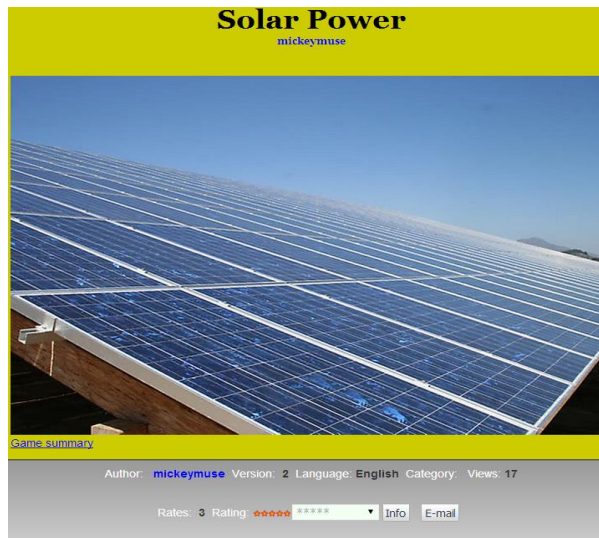 Solar Power
mickeymuse
Game summary
Author: mickeymuse Version: 2 Language: English Category: Views: 17
Rates: 3 Rating: ☆☆☆☆☆ ***** Info E-mail